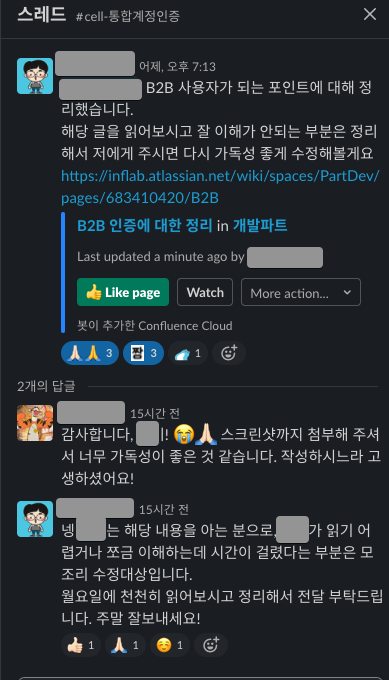 스레드 #cell-통합계정인증
어제, 오후 7:13
B2B 사용자가 되는 포인트에 대해 정
리했습니다.
해당 글을 읽어보시고 잘 이해가 안되는 부분은 정리
해서 저에게 주시면 다시 가독성 좋게 수정해볼게요
https://inflab.atlassian.net/wiki/spaces/PartDev/
pages/683410420/B2B
B2B 인증에 대한 정리 in 개발파트
Last updated a minute ago by
👍 Like page Watch More action...
봇이 추가한 Confluence Cloud
🙏🙏 3 짱 3 1
2개의 답글
15시간 전
감사합니다, 이! 😭🙏 스크린샷까지 첨부해 주셔
서 너무 가독성이 좋은 것 같습니다. 작성하시느라 고
생하셨어요!
15시간 전
넹 는 해당 내용을 아는 분으로, 가 읽기 어
렵거나 쪼금 이해하는데 시간이 걸렸다는 부분은 모
조리 수정대상입니다.
월요일에 천천히 읽어보시고 정리해서 전달 부탁드립
니다. 주말 잘보내세요!
👍 1 🙏 1 ☺️ 1